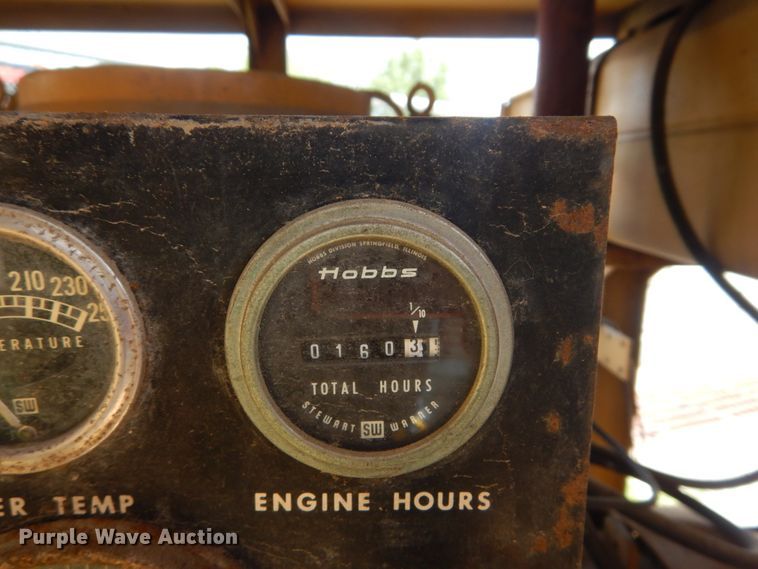 HOBBS DIVISION SPRINGFIELD, ILLINOIS
Hobbs
1/10
0160 3
TOTAL HOURS
STEWART SW WARNER
ENGINE HOURS
210 230
ERATURE
SW
ER TEMP
Purple Wave Auction